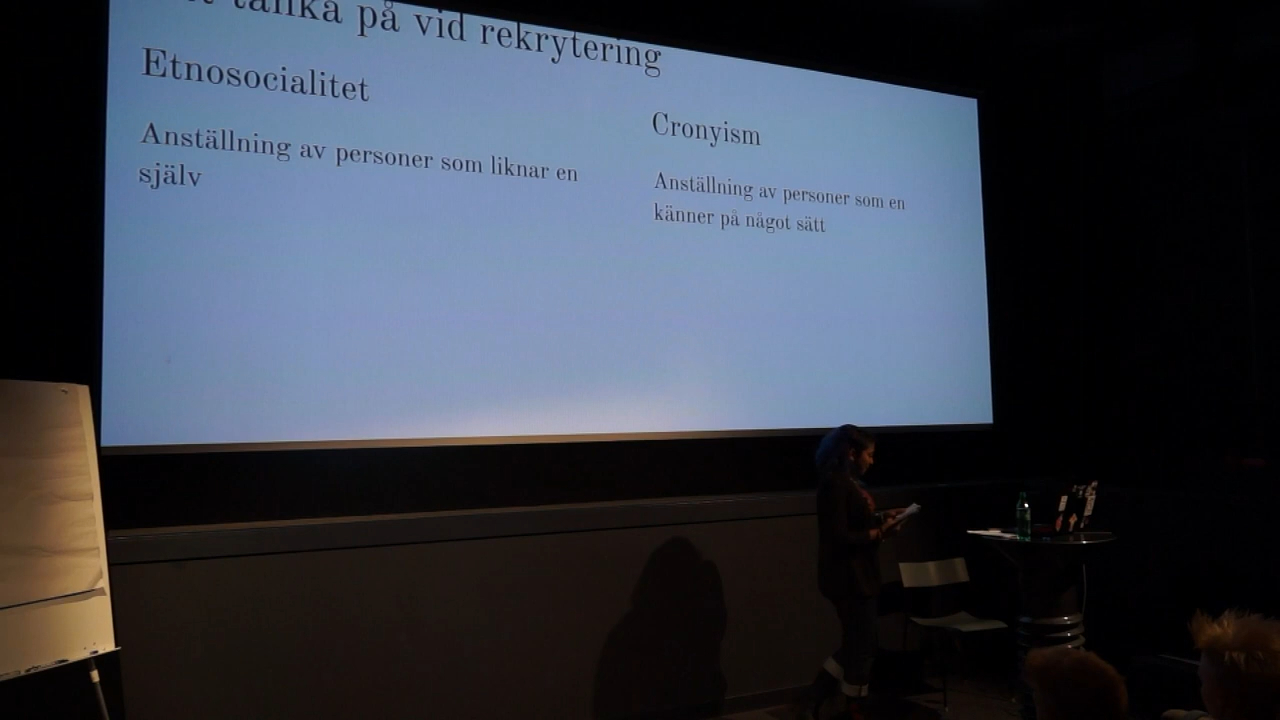 tänka på vid rekrytering
Etnosocialitet
Anställning av personer som liknar en
själv
Cronyism
Anställning av personer som en
känner på något sätt